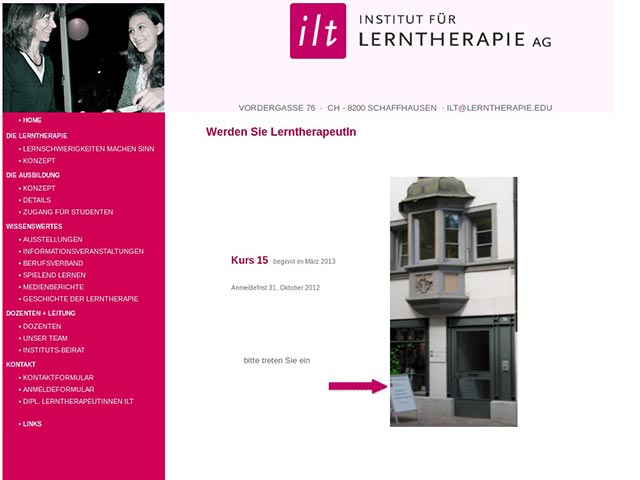 ilt INSTITUT FÜR
LERNTHERAPIE AG
VORDERGASSE 76 · CH - 8200 SCHAFFHAUSEN · ILT@LERNTHERAPIE.EDU
• HOME
DIE LERNTHERAPIE
• LERNSCHWIERIGKEITEN MACHEN SINN
• KONZEPT
DIE AUSBILDUNG
• KONZEPT
• DETAILS
• ZUGANG FÜR STUDENTEN
WISSENSWERTES
• AUSSTELLUNGEN
• INFORMATIONSVERANSTALTUNGEN
• BERUFSVERBAND
• SPIELEND LERNEN
• MEDIENBERICHTE
• GESCHICHTE DER LERNTHERAPIE
DOZENTEN + LEITUNG
• DOZENTEN
• UNSER TEAM
• INSTITUTS-BEIRAT
KONTAKT
• KONTAKTFORMULAR
• ANMELDEFORMULAR
• DIPL. LERNTHERAPEUTINNEN ILT
• LINKS
Werden Sie LerntherapeutIn
Kurs 15 beginnt im März 2013
Anmeldefrist 31. Oktober 2012
bitte treten Sie ein